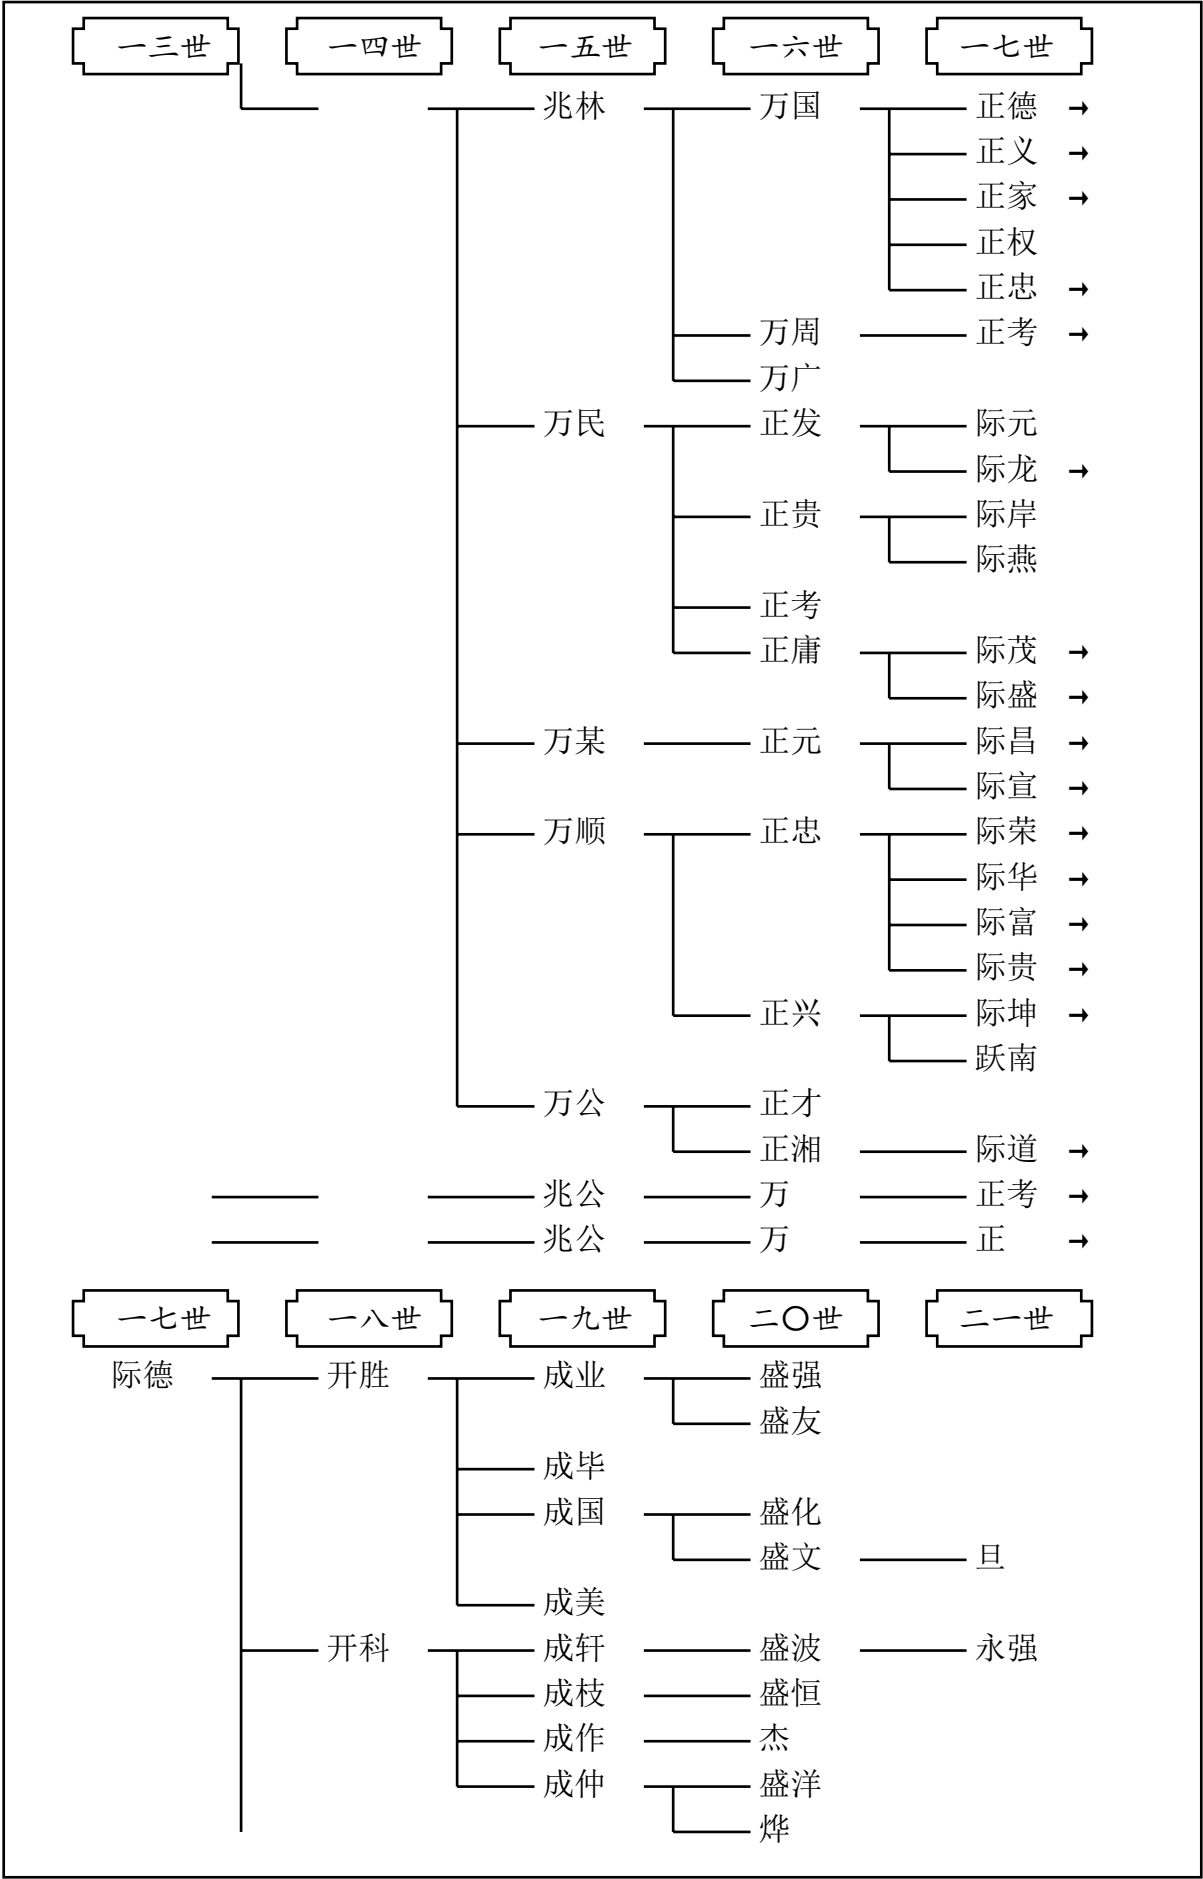 一三世 一四世 一五世 一六世 一七世
兆林 万国 正德 →
正义 →
正家 →
正权
正忠 →
万周 正考 →
万广
万民 正发 际元
际龙 →
正贵 际岸
际燕
正考
正庸 际茂 →
际盛 →
万某 正元 际昌 →
际宣 →
万顺 正忠 际荣 →
际华 →
际富 →
际贵 →
正兴 际坤 →
跃南
万公 正才
正湘 际道 →
兆公 万 正考 →
兆公 万 正 →
一七世 一八世 一九世 二〇世 二一世
际德 开胜 成业 盛强
盛友
成毕
成国 盛化
盛文 旦
成美
开科 成轩 盛波 永强
成枝 盛恒
成作 杰
成仲 盛洋
烨